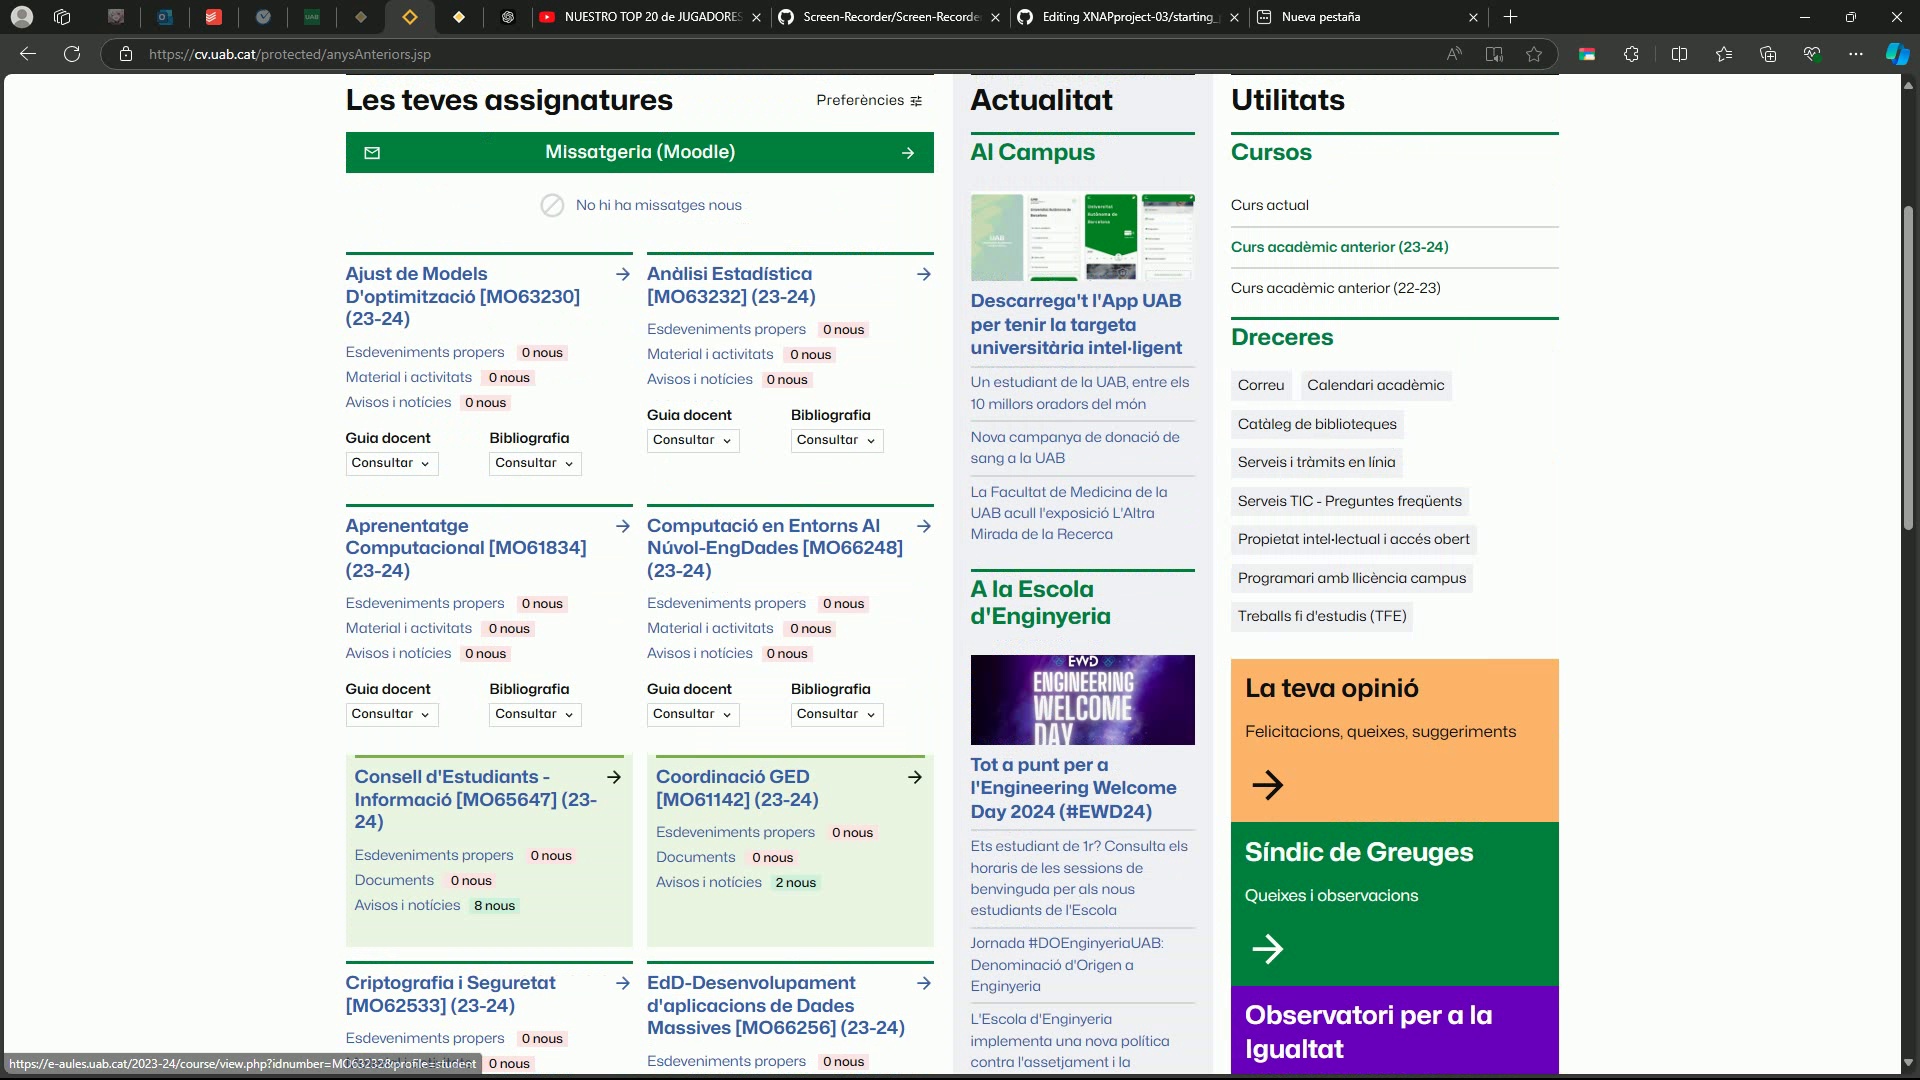 NUESTRO TOP 20 de JUGADORES
Screen-Recorder/Screen-Recorde
Editing XNAPproject-03/starting_
Nueva pestaña
https://cv.uab.cat/protected/anysAnteriors.jsp
Les teves assignatures
Preferències
Missatgeria (Moodle)
No hi ha missatges nous
Ajust de Models
D'optimització [MO63230]
(23-24)
Esdeveniments propers 0 nous
Material i activitats 0 nous
Avisos i notícies 0 nous
Guia docent Bibliografia
Consultar Consultar
Anàlisi Estadística
[MO63232] (23-24)
Esdeveniments propers 0 nous
Material i activitats 0 nous
Avisos i notícies 0 nous
Guia docent Bibliografia
Consultar Consultar
Aprenentatge
Computacional [MO61834]
(23-24)
Esdeveniments propers 0 nous
Material i activitats 0 nous
Avisos i notícies 0 nous
Guia docent Bibliografia
Consultar Consultar
Computació en Entorns Al
Núvol-EngDades [MO66248]
(23-24)
Esdeveniments propers 0 nous
Material i activitats 0 nous
Avisos i notícies 0 nous
Guia docent Bibliografia
Consultar Consultar
Consell d'Estudiants -
Informació [MO65647] (23-
24)
Esdeveniments propers 0 nous
Documents 0 nous
Avisos i notícies 8 nous
Coordinació GED
[MO61142] (23-24)
Esdeveniments propers 0 nous
Documents 0 nous
Avisos i notícies 2 nous
Criptografia i Seguretat
[MO62533] (23-24)
Esdeveniments propers 0 nous
0 nous
EdD-Desenvolupament
d'aplicacions de Dades
Massives [MO66256] (23-24)
Esdeveniments propers 0 nous
https://e-aules.uab.cat/2023-24/course/view.php?idnumber=MO63232&profile=student
Actualitat
Al Campus
Descarrega't l'App UAB
per tenir la targeta
universitària intel·ligent
Un estudiant de la UAB, entre els
10 millors oradors del món
Nova campanya de donació de
sang a la UAB
La Facultat de Medicina de la
UAB acull l'exposició L'Altra
Mirada de la Recerca
A la Escola
d'Enginyeria
EWD
ENGINEERING
WELCOME
DAY
Tot a punt per a
l'Engineering Welcome
Day 2024 (#EWD24)
Ets estudiant de 1r? Consulta els
horaris de les sessions de
benvinguda per als nous
estudiants de l'Escola
Jornada #DOEnginyeriaUAB:
Denominació d'Origen a
Enginyeria
L'Escola d'Enginyeria
implementa una nova política
contra l'assetjament i la
Utilitats
Cursos
Curs actual
Curs acadèmic anterior (23-24)
Curs acadèmic anterior (22-23)
Dreceres
Correu
Calendari acadèmic
Catàleg de biblioteques
Serveis i tràmits en línia
Serveis TIC - Preguntes freqüents
Propietat intel·lectual i accés obert
Programari amb llicència campus
Treballs fi d'estudis (TFE)
La teva opinió
Felicitacions, queixes, suggeriments
Síndic de Greuges
Queixes i observacions
Observatori per a la
Igualtat